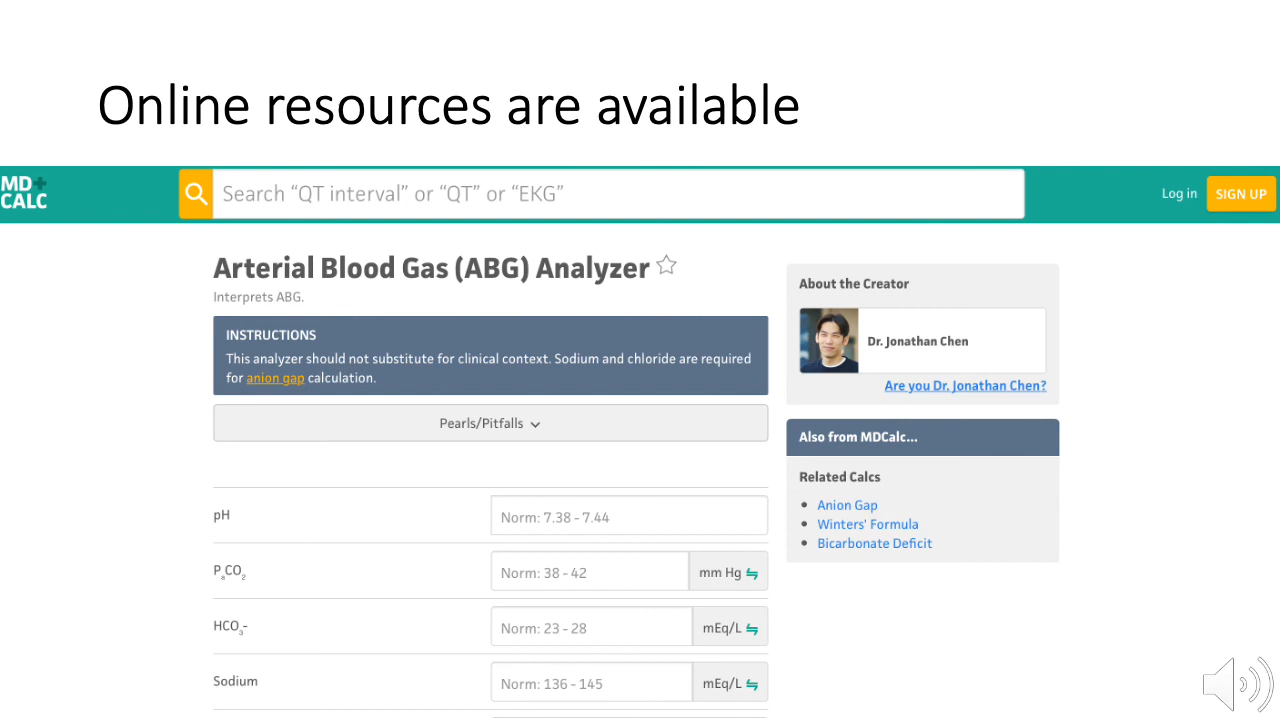 Online resources are available
MD+
CALC
Search “QT interval” or “QT” or “EKG”
Log in
SIGN UP
Arterial Blood Gas (ABG) Analyzer
Interprets ABG.
INSTRUCTIONS
This analyzer should not substitute for clinical context. Sodium and chloride are required
for anion gap calculation.
Pearls/Pitfalls
pH
Norm: 7.38 - 7.44
PaCO2
Norm: 38 - 42
mm Hg
HCO3-
Norm: 23 - 28
mEq/L
Sodium
Norm: 136 - 145
mEq/L
About the Creator
Dr. Jonathan Chen
Are you Dr. Jonathan Chen?
Also from MDCalc...
Related Calcs
• Anion Gap
• Winters' Formula
• Bicarbonate Deficit